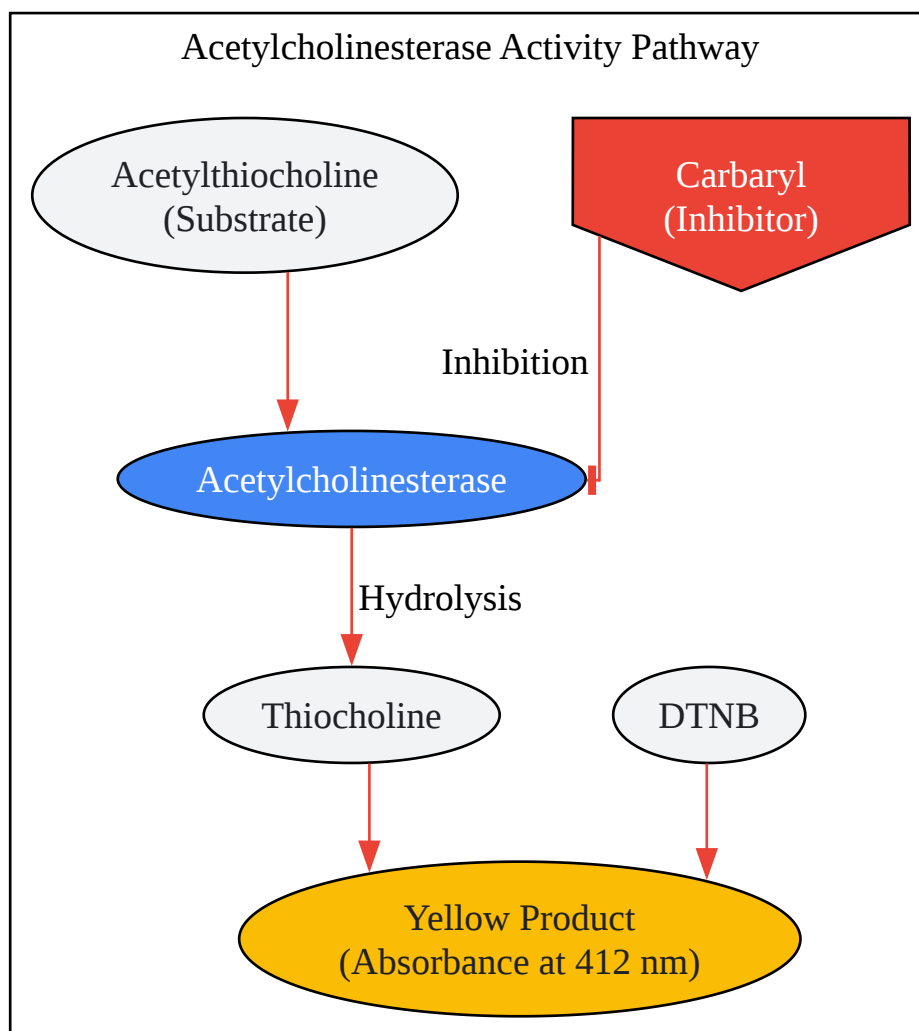 Acetylcholinesterase Activity Pathway
Acetylthiocholine
(Substrate)
Carbaryl
(Inhibitor)
Inhibition
Acetylcholinesterase
Hydrolysis
Thiocholine
DTNB
Yellow Product
(Absorbance at 412 nm)